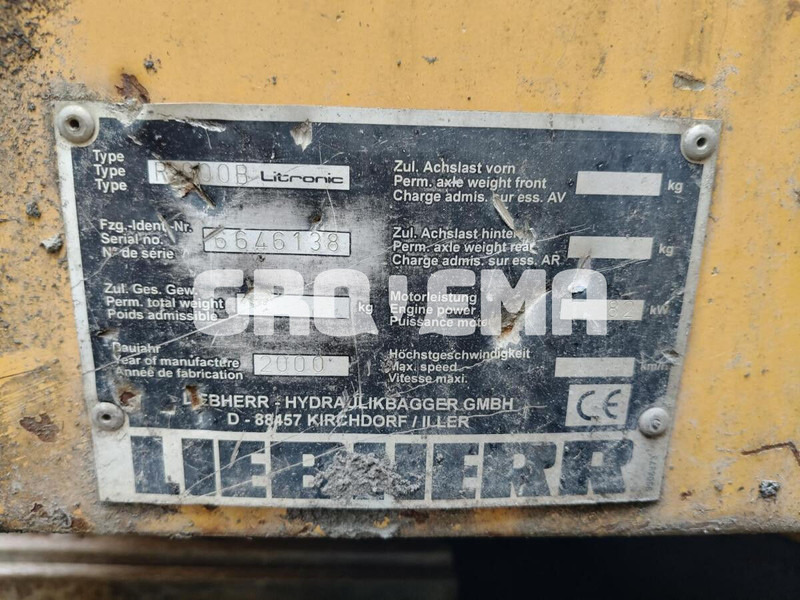 Type
Type
Type
Litronic
Fzg.-Ident.-Nr.
Serial no.
N° de série
6646138
Zul. Ges. Gew.
Perm. total weight
Poids admissible
kg
Baujahr
Year of manufacture
Année de fabrication
2000
Zul. Achslast vorn
Perm. axle weight front
Charge admis. sur ess. AV
kg
Zul. Achslast hinten
Perm. axle weight rear
Charge admis. sur ess. AR
kg
Motorleistung
Engine power
Puissance
kW
Höchstgeschwindigkeit
Max. speed
Vitesse maxi.
km/h
LIEBHERR - HYDRAULIKBAGGER GMBH
D - 88457 KIRCHDORF / ILLER
CE
LIEBHERR